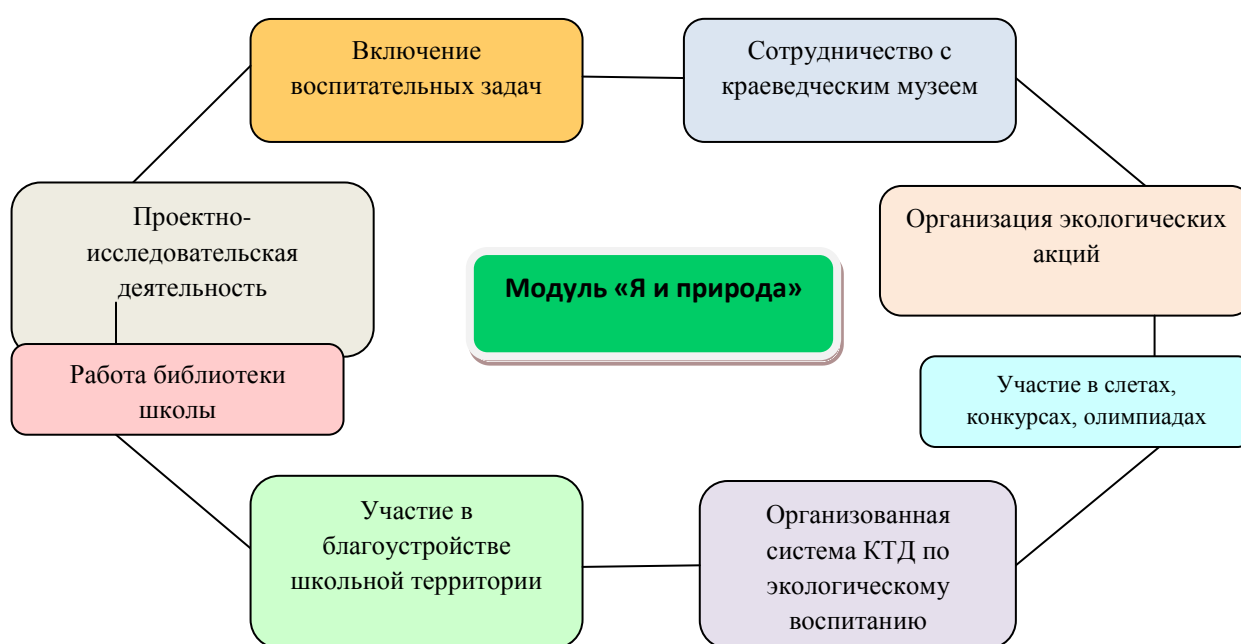 Включение
воспитательных задач
Сотрудничество с
краеведческим музеем
Проектно-
исследовательская
деятельность
Организация экологических
акций
Модуль «Я и природа»
Работа библиотеки
школы
Участие в слетах,
конкурсах, олимпиадах
Участие в
благоустройстве
школьной территории
Организованная
система КТД по
экологическому
воспитанию